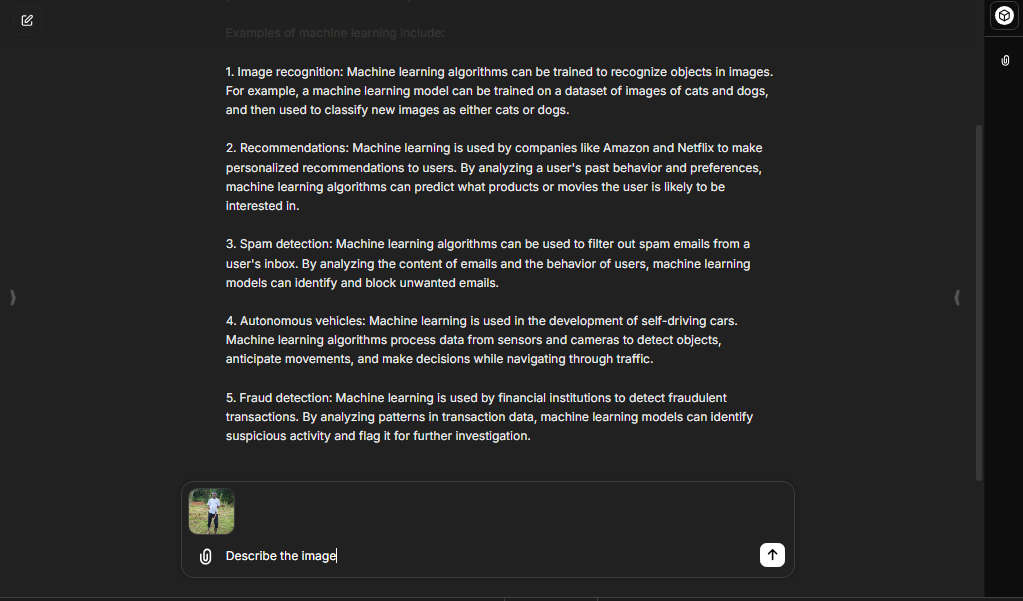 Examples of machine learning include:
1. Image recognition: Machine learning algorithms can be trained to recognize objects in images.
For example, a machine learning model can be trained on a dataset of images of cats and dogs,
and then used to classify new images as either cats or dogs.
2. Recommendations: Machine learning is used by companies like Amazon and Netflix to make
personalized recommendations to users. By analyzing a user's past behavior and preferences,
machine learning algorithms can predict what products or movies the user is likely to be
interested in.
3. Spam detection: Machine learning algorithms can be used to filter out spam emails from a
user's inbox. By analyzing the content of emails and the behavior of users, machine learning
models can identify and block unwanted emails.
4. Autonomous vehicles: Machine learning is used in the development of self-driving cars.
Machine learning algorithms process data from sensors and cameras to detect objects,
anticipate movements, and make decisions while navigating through traffic.
5. Fraud detection: Machine learning is used by financial institutions to detect fraudulent
transactions. By analyzing patterns in transaction data, machine learning models can identify
suspicious activity and flag it for further investigation.
Describe the image